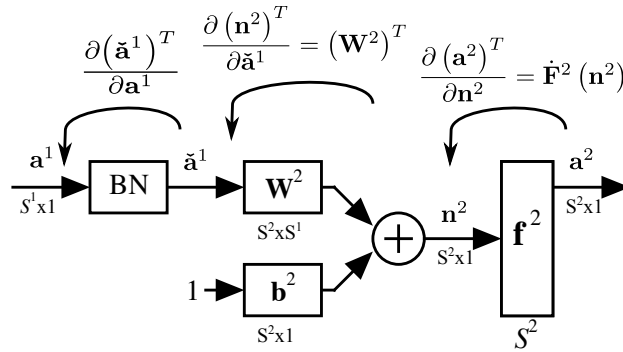 ∂(ǎ¹)ᵀ / ∂a¹
∂(n²)ᵀ / ∂ǎ¹ = (W²)ᵀ
∂(a²)ᵀ / ∂n² = Ḟ²(n²)
a¹
S¹x1
BN
ǎ¹
W²
S²xS¹
1
b²
S²x1
+
n²
S²x1
f²
S²
a²
S²x1